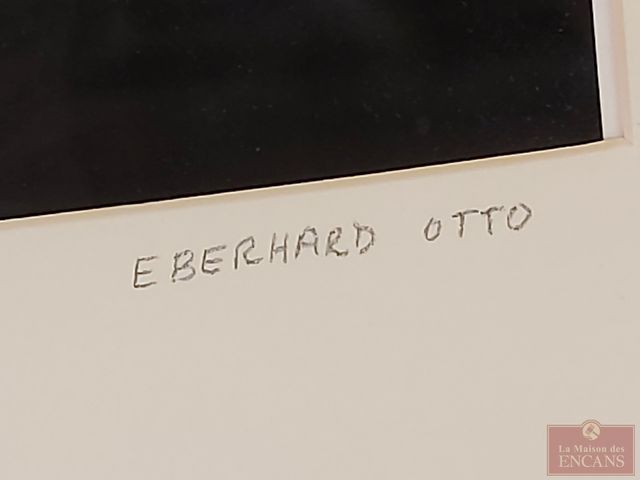 EBERHARD OTTO
La Maison des
ENCANS